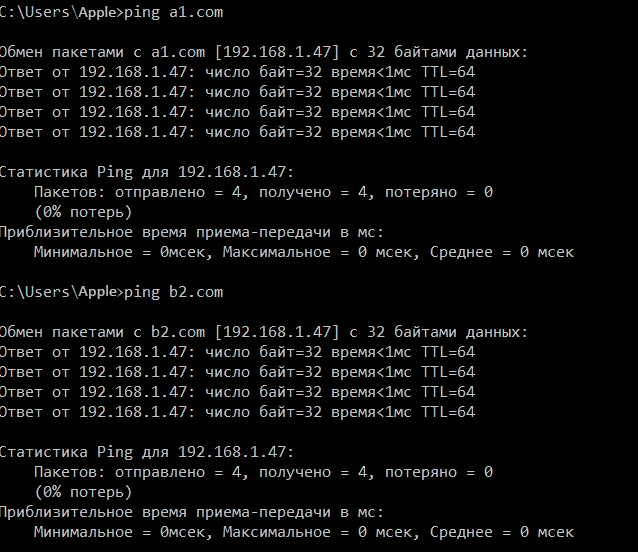 C:\Users\Apple>ping a1.com
Обмен пакетами с a1.com [192.168.1.47] с 32 байтами данных:
Ответ от 192.168.1.47: число байт=32 время<1мс TTL=64
Ответ от 192.168.1.47: число байт=32 время<1мс TTL=64
Ответ от 192.168.1.47: число байт=32 время<1мс TTL=64
Ответ от 192.168.1.47: число байт=32 время<1мс TTL=64
Статистика Ping для 192.168.1.47:
Пакетов: отправлено = 4, получено = 4, потеряно = 0
(0% потерь)
Приблизительное время приема-передачи в мс:
Минимальное = 0мсек, Максимальное = 0 мсек, Среднее = 0 мсек
C:\Users\Apple>ping b2.com
Обмен пакетами с b2.com [192.168.1.47] с 32 байтами данных:
Ответ от 192.168.1.47: число байт=32 время<1мс TTL=64
Ответ от 192.168.1.47: число байт=32 время<1мс TTL=64
Ответ от 192.168.1.47: число байт=32 время<1мс TTL=64
Ответ от 192.168.1.47: число байт=32 время<1мс TTL=64
Статистика Ping для 192.168.1.47:
Пакетов: отправлено = 4, получено = 4, потеряно = 0
(0% потерь)
Приблизительное время приема-передачи в мс:
Минимальное = 0мсек, Максимальное = 0 мсек, Среднее = 0 мсек